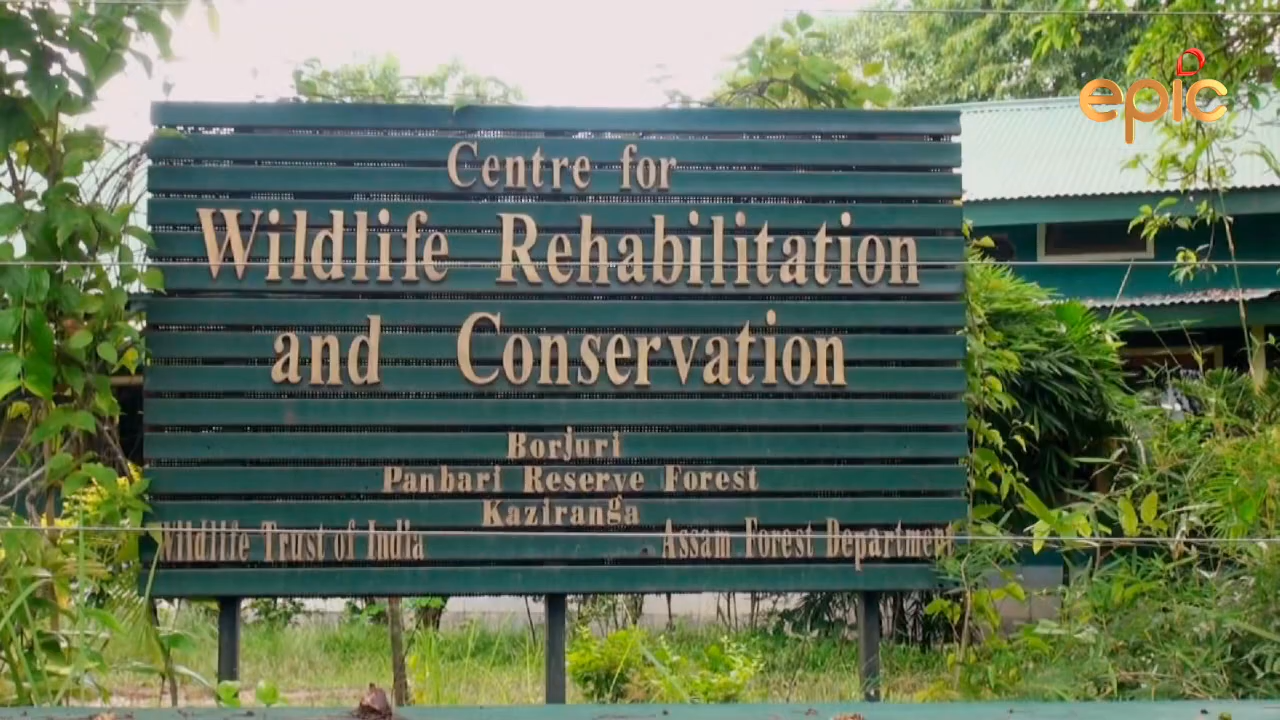 epic
Centre for
Wildlife Rehabilitation
and Conservation
Borjuri
Panbari Reserve Forest
Kaziranga
Wildlife Trust of India Assam Forest Department